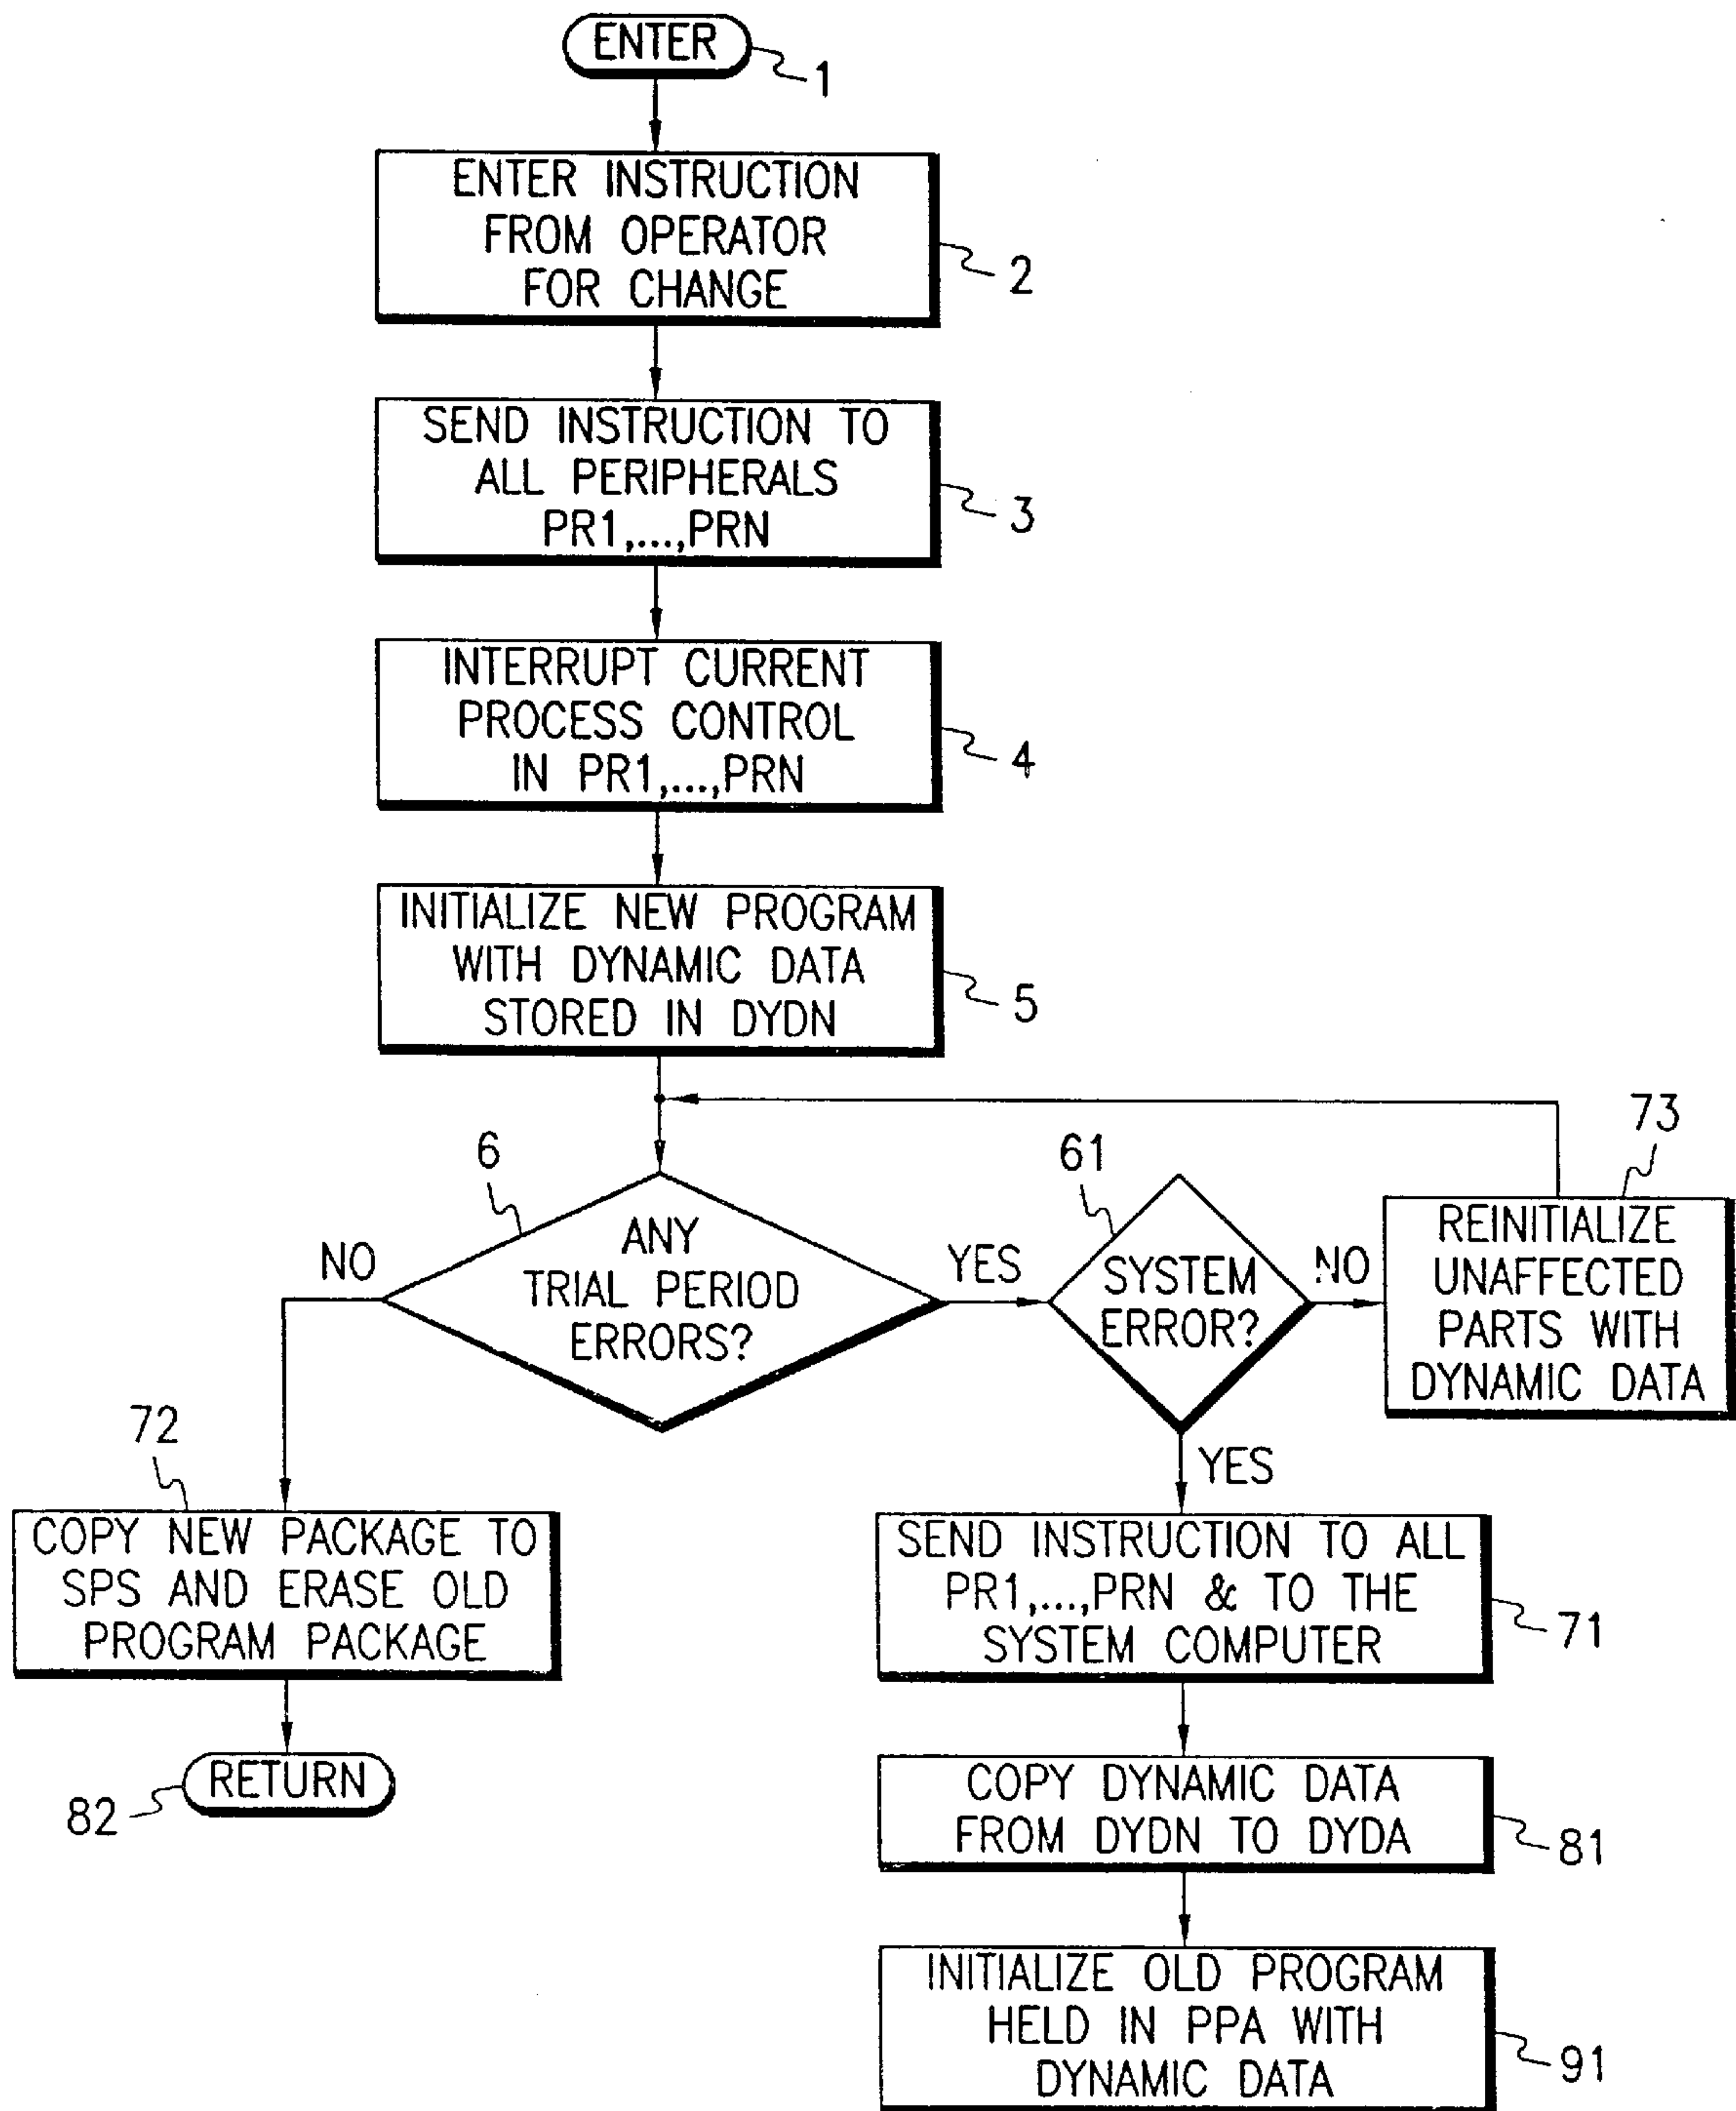 ENTER
1
ENTER INSTRUCTION
FROM OPERATOR
FOR CHANGE
2
SEND INSTRUCTION TO
ALL PERIPHERALS
PR1,...,PRN
3
INTERRUPT CURRENT
PROCESS CONTROL
IN PR1,...,PRN
4
INITIALIZE NEW PROGRAM
WITH DYNAMIC DATA
STORED IN DYDN
5
6
ANY
TRIAL PERIOD
ERRORS?
NO
YES
61
SYSTEM
ERROR?
NO
YES
73
REINITIALIZE
UNAFFECTED
PARTS WITH
DYNAMIC DATA
72
COPY NEW PACKAGE TO
SPS AND ERASE OLD
PROGRAM PACKAGE
RETURN
82
SEND INSTRUCTION TO ALL
PR1,...,PRN & TO THE
SYSTEM COMPUTER
71
COPY DYNAMIC DATA
FROM DYDN TO DYDA
81
INITIALIZE OLD PROGRAM
HELD IN PPA WITH
DYNAMIC DATA
91